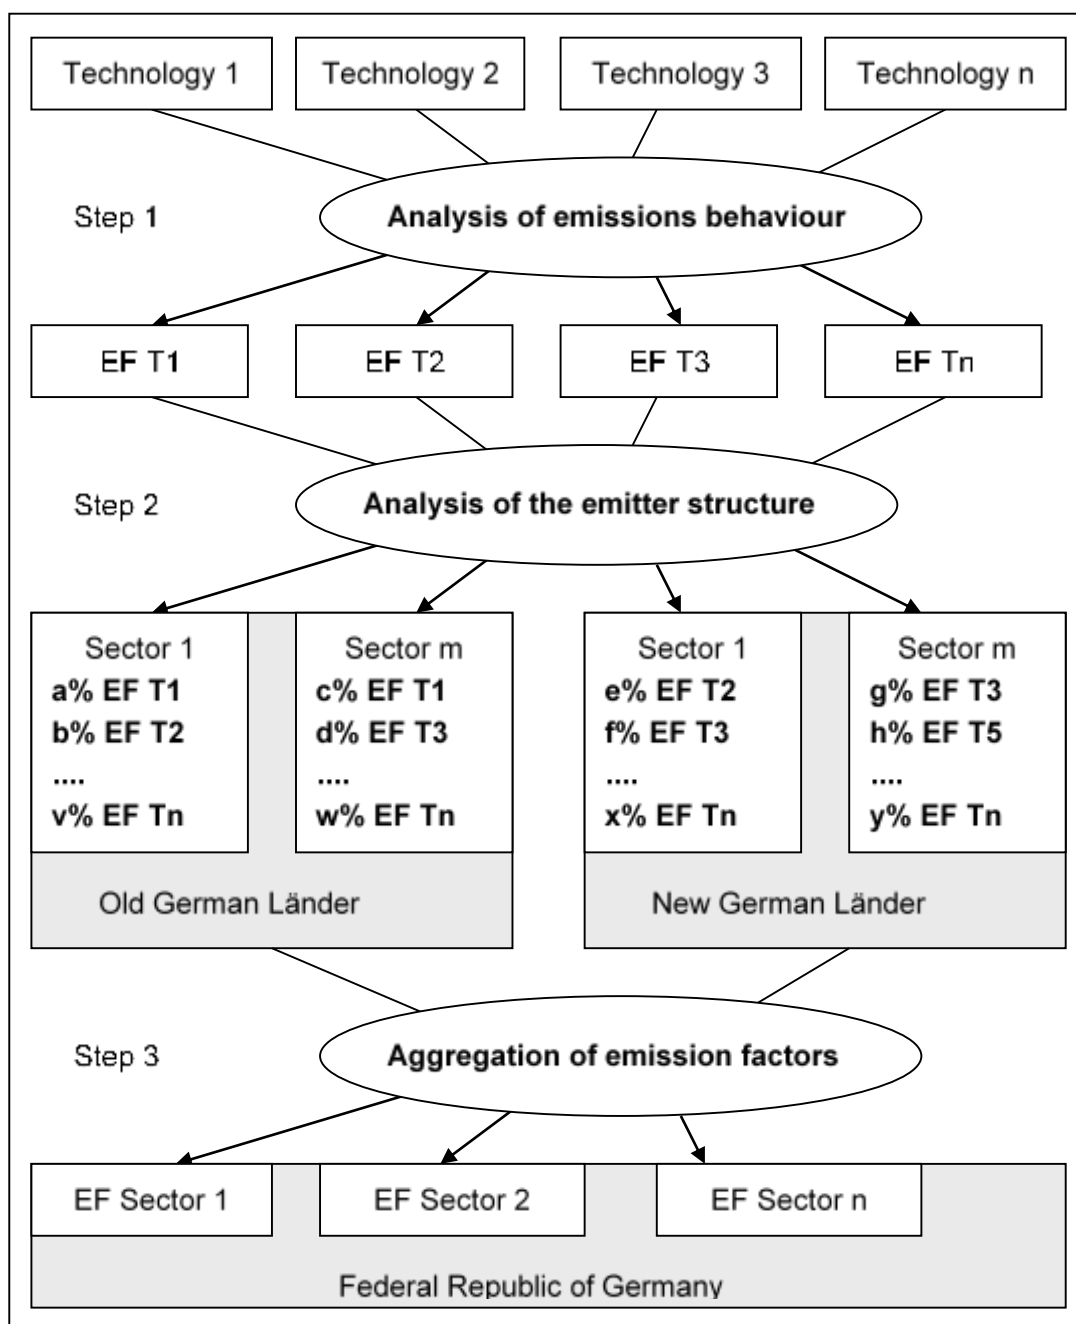 Technology 1
Technology 2
Technology 3
Technology n
Step 1
Analysis of emissions behaviour
EF T1
EF T2
EF T3
EF Tn
Step 2
Analysis of the emitter structure
Sector 1
a% EF T1
b% EF T2
....
v% EF Tn
Sector m
c% EF T1
d% EF T3
....
w% EF Tn
Old German Länder
Sector 1
e% EF T2
f% EF T3
....
x% EF Tn
Sector m
g% EF T3
h% EF T5
....
y% EF Tn
New German Länder
Step 3
Aggregation of emission factors
EF Sector 1
EF Sector 2
EF Sector n
Federal Republic of Germany